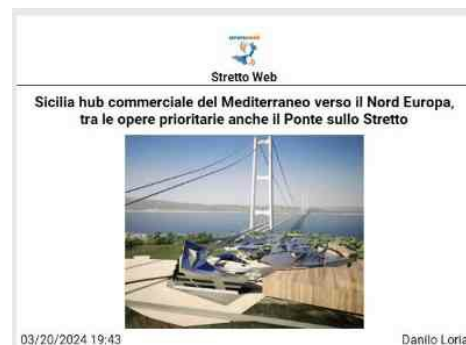 Stretto Web
Sicilia hub commerciale del Mediterraneo verso il Nord Europa,
tra le opere prioritarie anche il Ponte sullo Stretto
03/20/2024 19:43
Danilo Loria